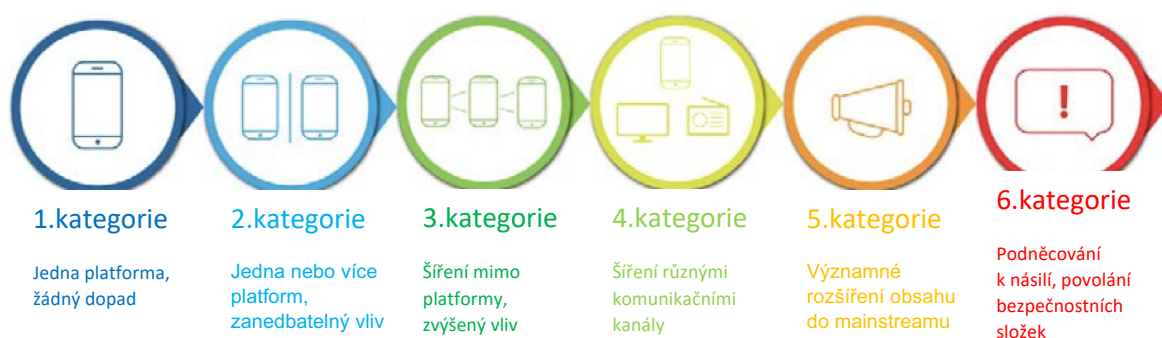 1.kategorie
Jedna platforma,
žádný dopad
2.kategorie
Jedna nebo více
platform,
zanedbatelný vliv
3.kategorie
Šíření mimo
platformy,
zvýšený vliv
4.kategorie
Šíření různými
komunikačními
kanály
5.kategorie
Významné
rozšíření obsahu
do mainstreamu
!
6.kategorie
Podněcování
k násilí, povolání
bezpečnostních
složek